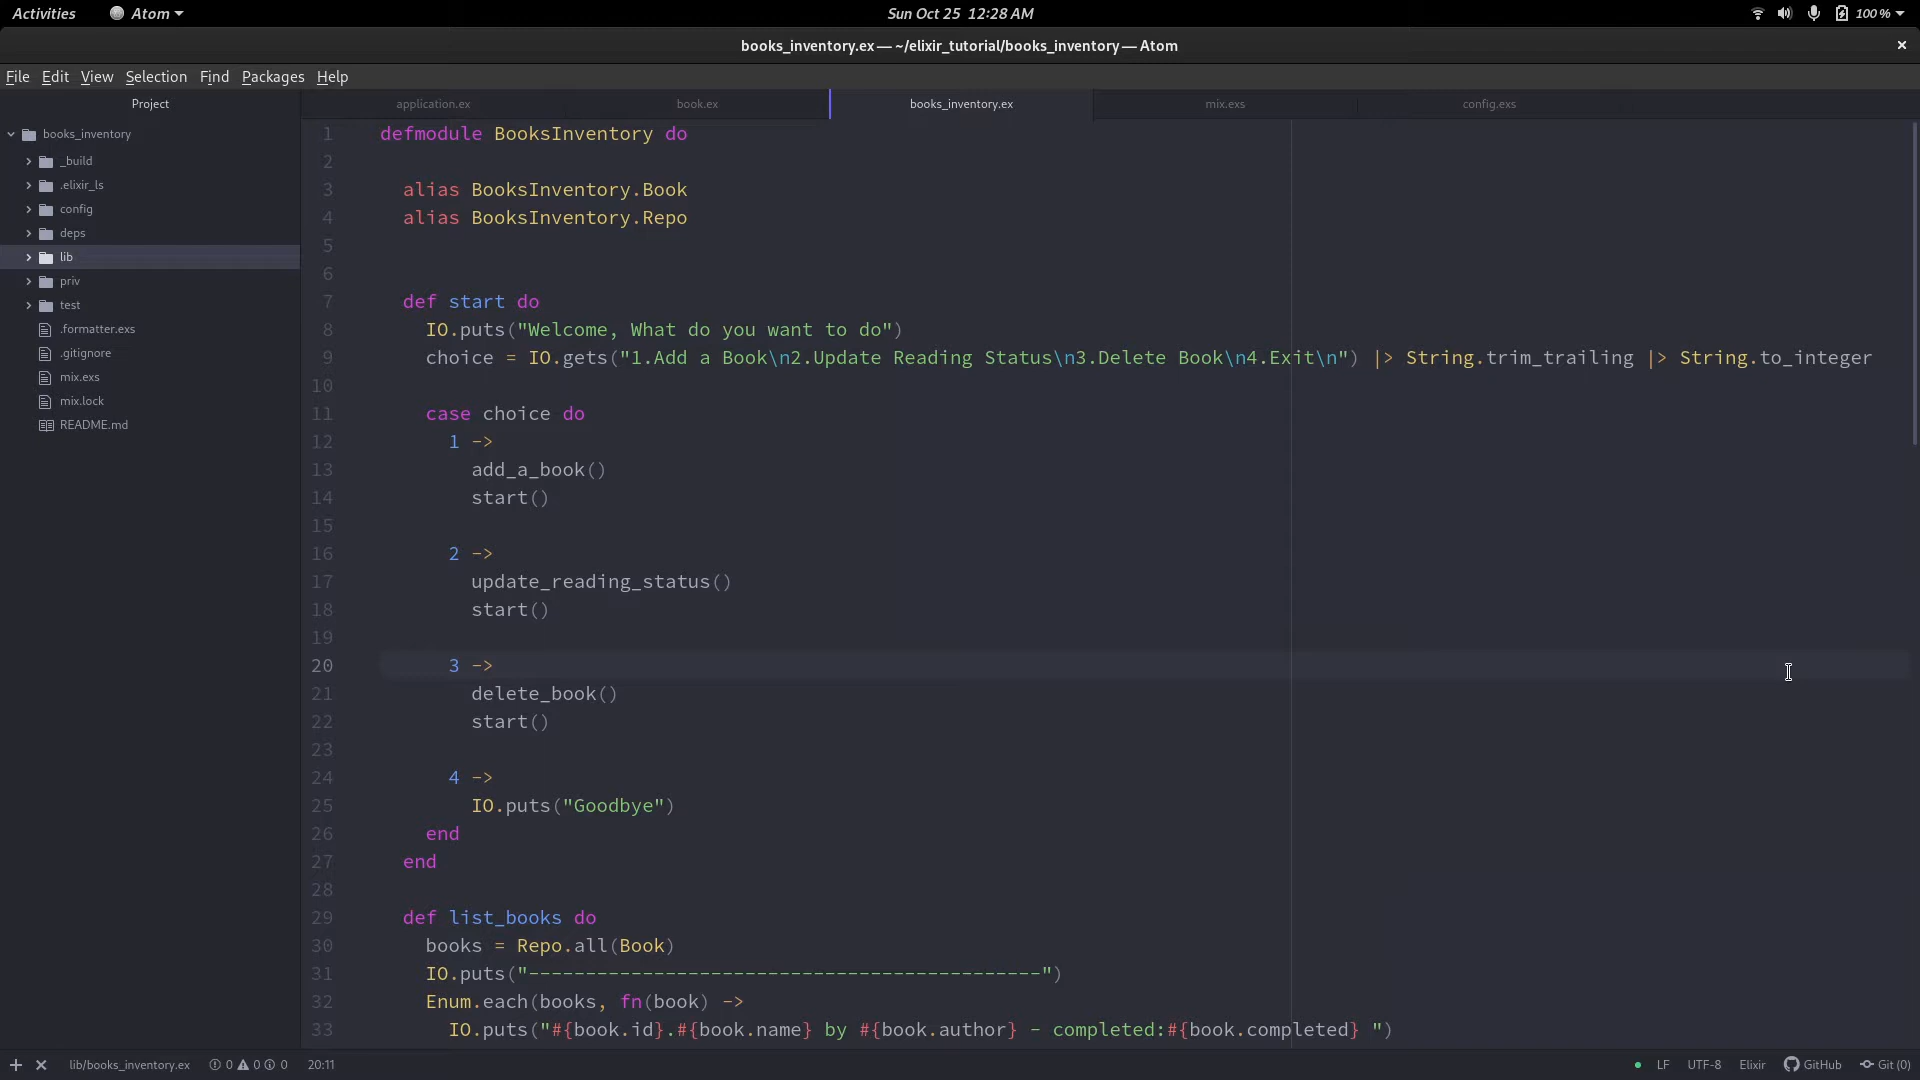 Activities Atom Sun Oct 25 12:28 AM 100 %
books_inventory.ex — ~/elixir_tutorial/books_inventory — Atom
File Edit View Selection Find Packages Help
Project
application.ex book.ex books_inventory.ex mix.exs config.exs
books_inventory
_build
.elixir_ls
config
deps
lib
priv
test
.formatter.exs
.gitignore
mix.exs
mix.lock
README.md
1 defmodule BooksInventory do
2
3 alias BooksInventory.Book
4 alias BooksInventory.Repo
5
6
7 def start do
8 IO.puts("Welcome, What do you want to do")
9 choice = IO.gets("1.Add a Book\n2.Update Reading Status\n3.Delete Book\n4.Exit\n") |> String.trim_trailing |> String.to_integer
10
11 case choice do
12 1 ->
13 add_a_book()
14 start()
15
16 2 ->
17 update_reading_status()
18 start()
19
20 3 ->
21 delete_book()
22 start()
23
24 4 ->
25 IO.puts("Goodbye")
26 end
27 end
28
29 def list_books do
30 books = Repo.all(Book)
31 IO.puts("---------------------------------------------")
32 Enum.each(books, fn(book) ->
33 IO.puts("#{book.id}.#{book.name} by #{book.author} - completed:#{book.completed} ")
lib/books_inventory.ex 0 0 0 20:11 LF UTF-8 Elixir GitHub Git (0)